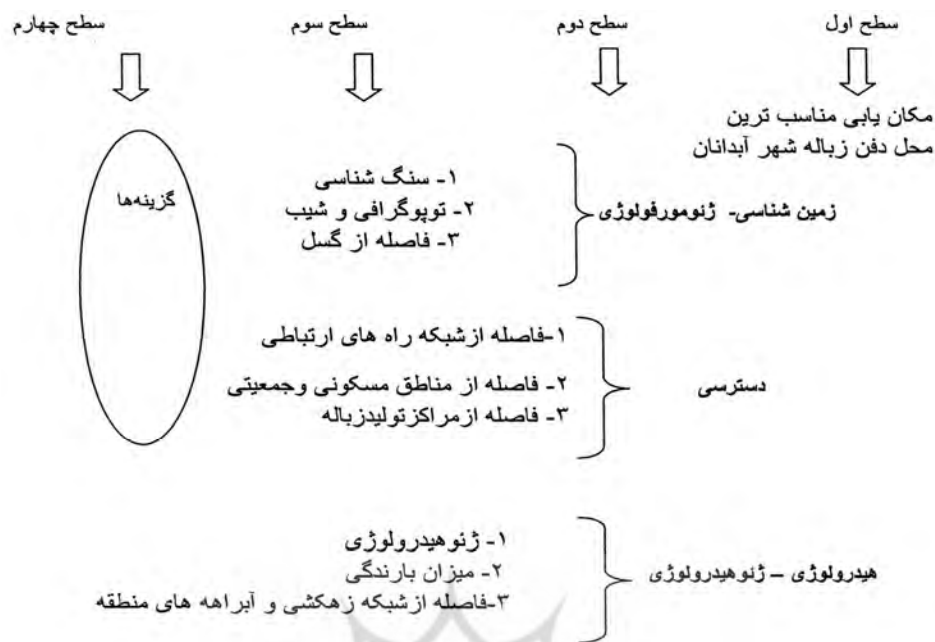 سطح اول
سطح دوم
سطح سوم
سطح چهارم
مکان یابی مناسب ترین
محل دفن زباله شهر آبدانان
زمین شناسی- ژئومورفولوژی
۱- سنگ شناسی
۲- توپوگرافی و شیب
۳- فاصله از گسل
گزینه‌ها
دسترسی
۱-فاصله ازشبکه راه های ارتباطی
۲- فاصله از مناطق مسکونی وجمعیتی
۳- فاصله ازمراکزتولیدزباله
هیدرولوژی – ژئوهیدرولوژی
۱- ژئوهیدرولوژی
۲- میزان بارندگی
۳-فاصله ازشبکه زهکشی و آبراهه های منطقه